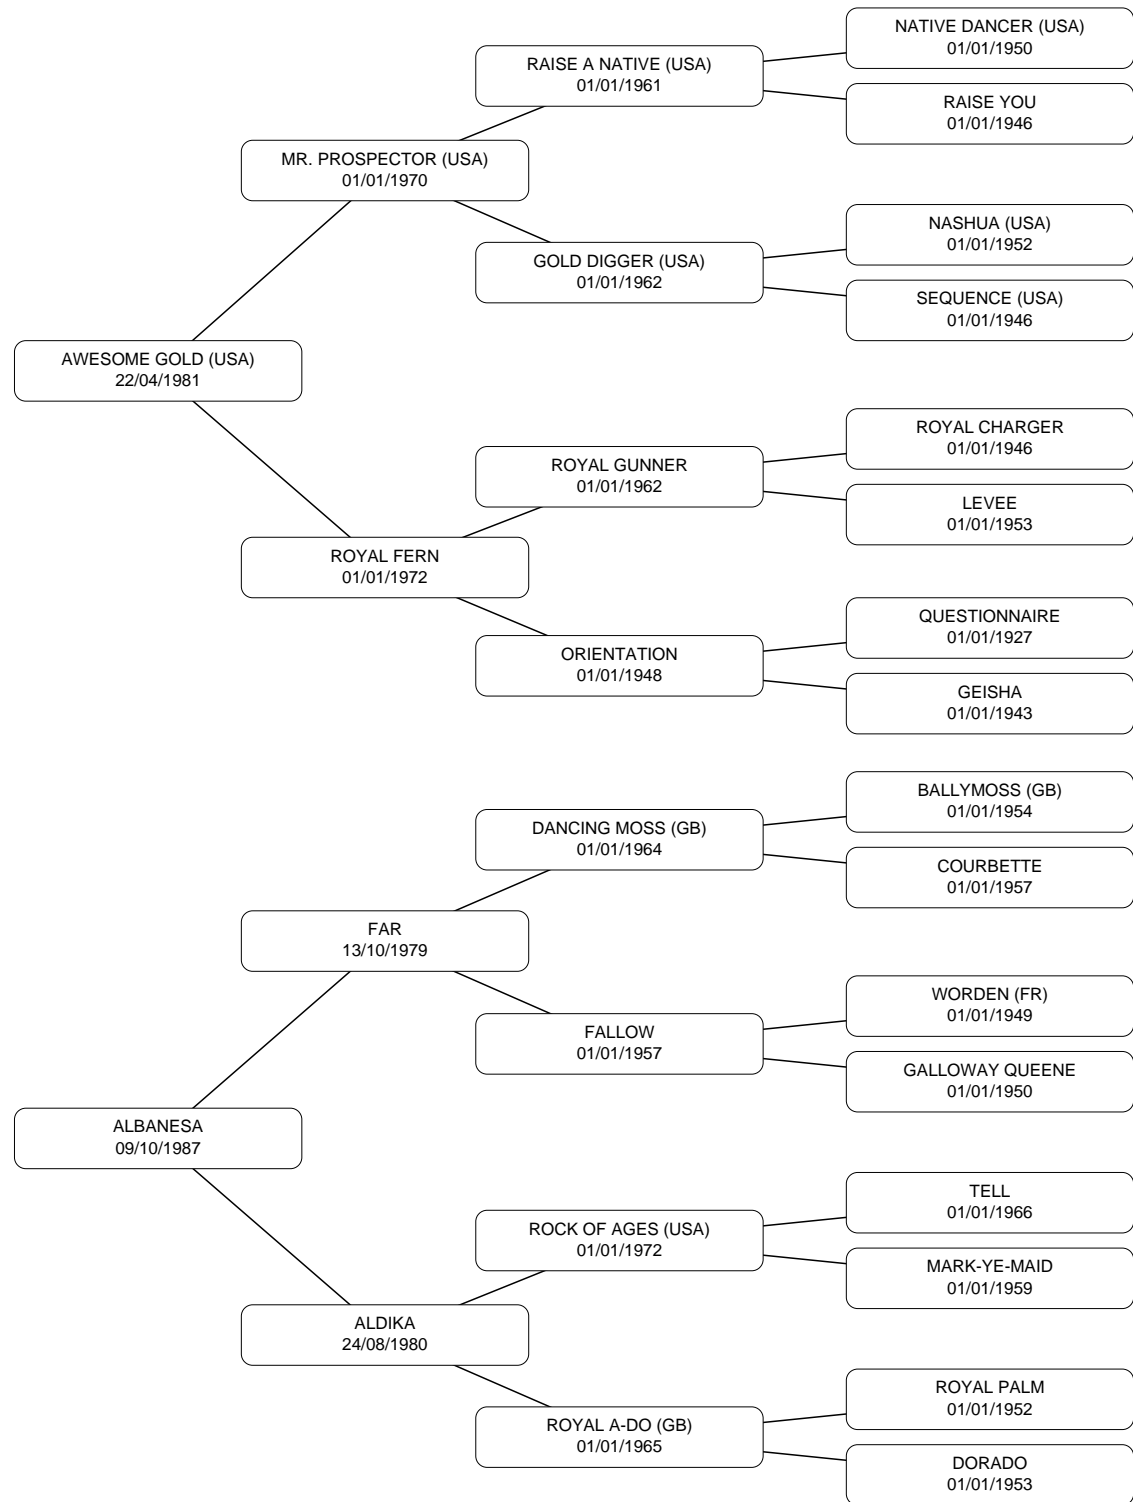 NATIVE DANCER (USA)
01/01/1950
RAISE A NATIVE (USA)
01/01/1961
RAISE YOU
01/01/1946
MR. PROSPECTOR (USA)
01/01/1970
NASHUA (USA)
01/01/1952
GOLD DIGGER (USA)
01/01/1962
SEQUENCE (USA)
01/01/1946
AWESOME GOLD (USA)
22/04/1981
ROYAL CHARGER
01/01/1946
ROYAL GUNNER
01/01/1962
LEVEE
01/01/1953
ROYAL FERN
01/01/1972
QUESTIONNAIRE
01/01/1927
ORIENTATION
01/01/1948
GEISHA
01/01/1943
BALLYMOSS (GB)
01/01/1954
DANCING MOSS (GB)
01/01/1964
COURBETTE
01/01/1957
FAR
13/10/1979
WORDEN (FR)
01/01/1949
FALLOW
01/01/1957
GALLOWAY QUEENE
01/01/1950
ALBANESA
09/10/1987
TELL
01/01/1966
ROCK OF AGES (USA)
01/01/1972
MARK-YE-MAID
01/01/1959
ALDIKA
24/08/1980
ROYAL PALM
01/01/1952
ROYAL A-DO (GB)
01/01/1965
DORADO
01/01/1953